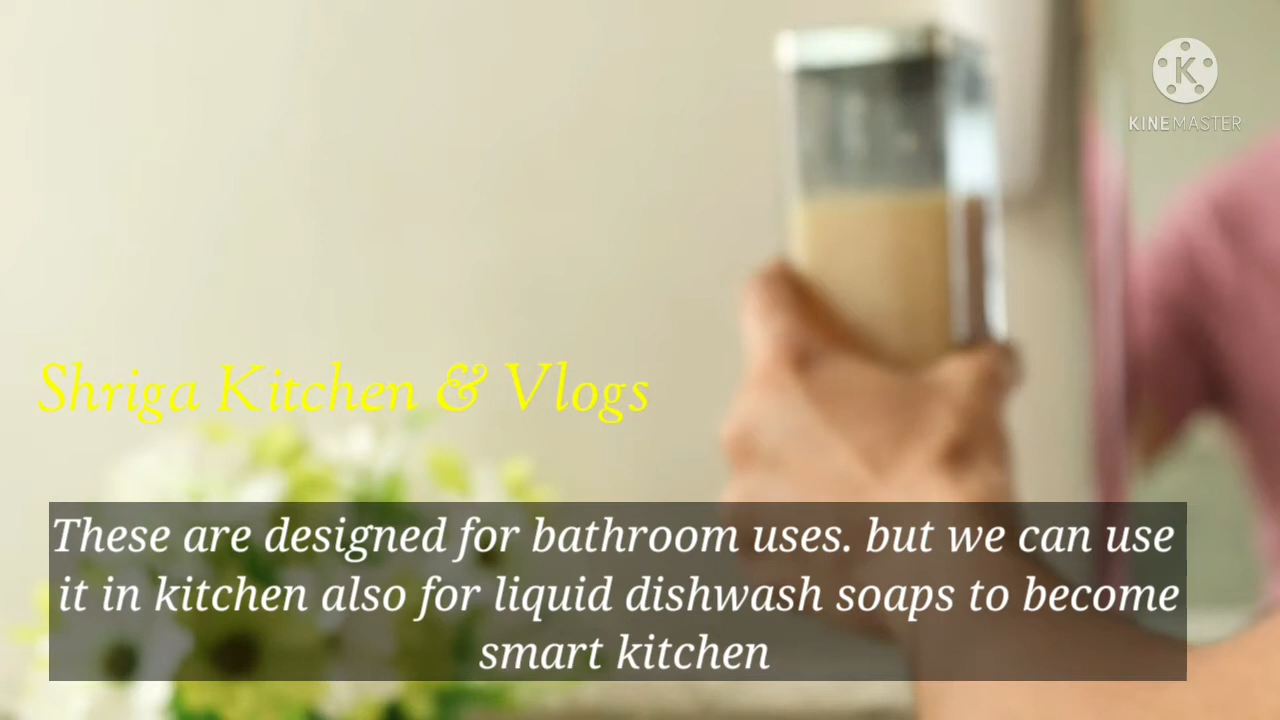 KINEMASTER
Shriga Kitchen & Vlogs
These are designed for bathroom uses. but we can use
it in kitchen also for liquid dishwash soaps to become
smart kitchen